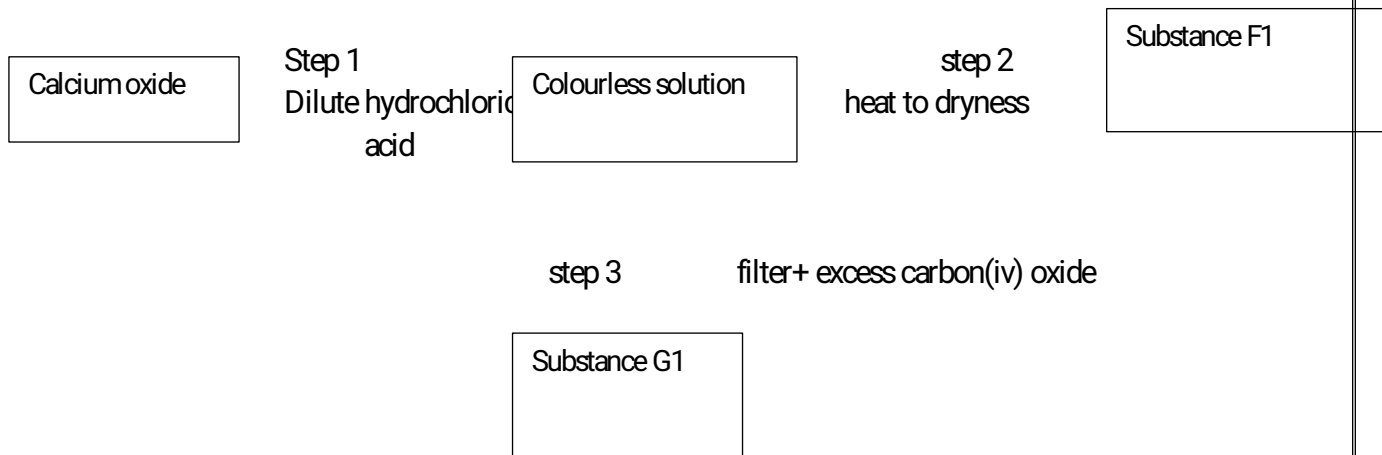 Calcium oxide
Step 1
Dilute hydrochloric
acid
Colourless solution
step 2
heat to dryness
Substance F1
step 3
filter+ excess carbon(iv) oxide
Substance G1